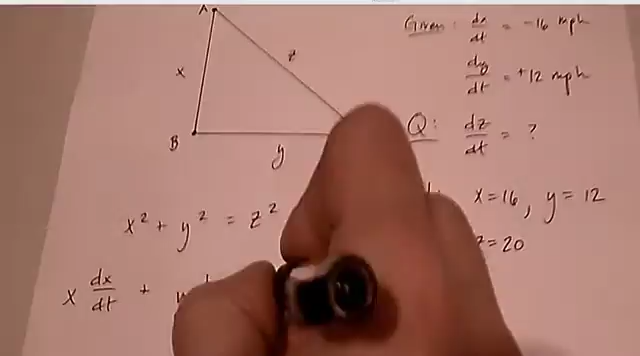 A
Given: dx/dt = -16 mph
z
x
dy/dt = +12 mph
Q: dz/dt = ?
B
y
x=16, y=12
x² + y² = z²
z=20
x dx/dt +